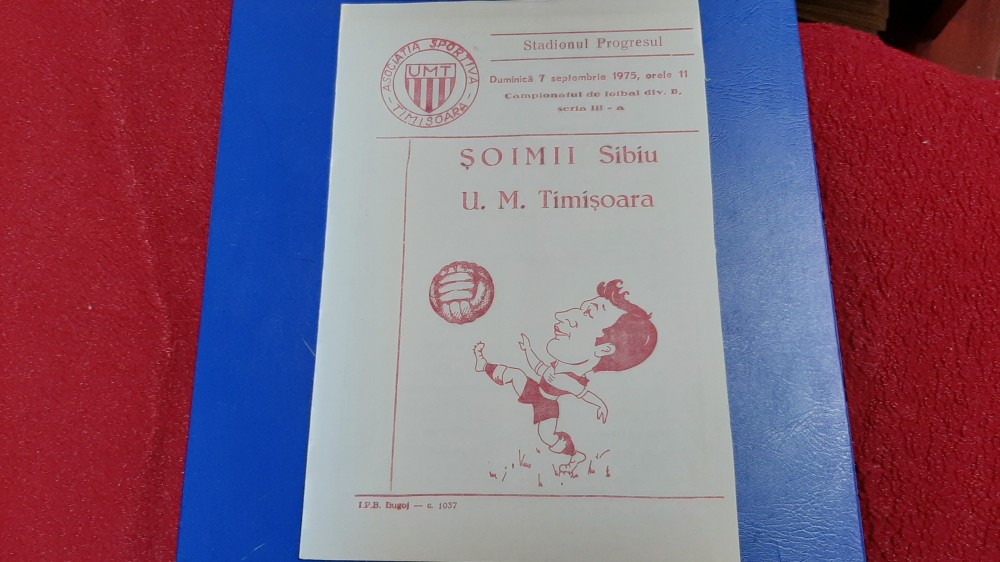 ASOCIAȚIA SPORTIVĂ
UMT
- TIMIȘOARA -
Stadionul Progresul
Duminică 7 septembrie 1975, orele 11
Campionatul de fotbal div. B,
seria III - a
ȘOIMII Sibiu
U. M. Timișoara
I.P.B. Lugoj — c. 1037